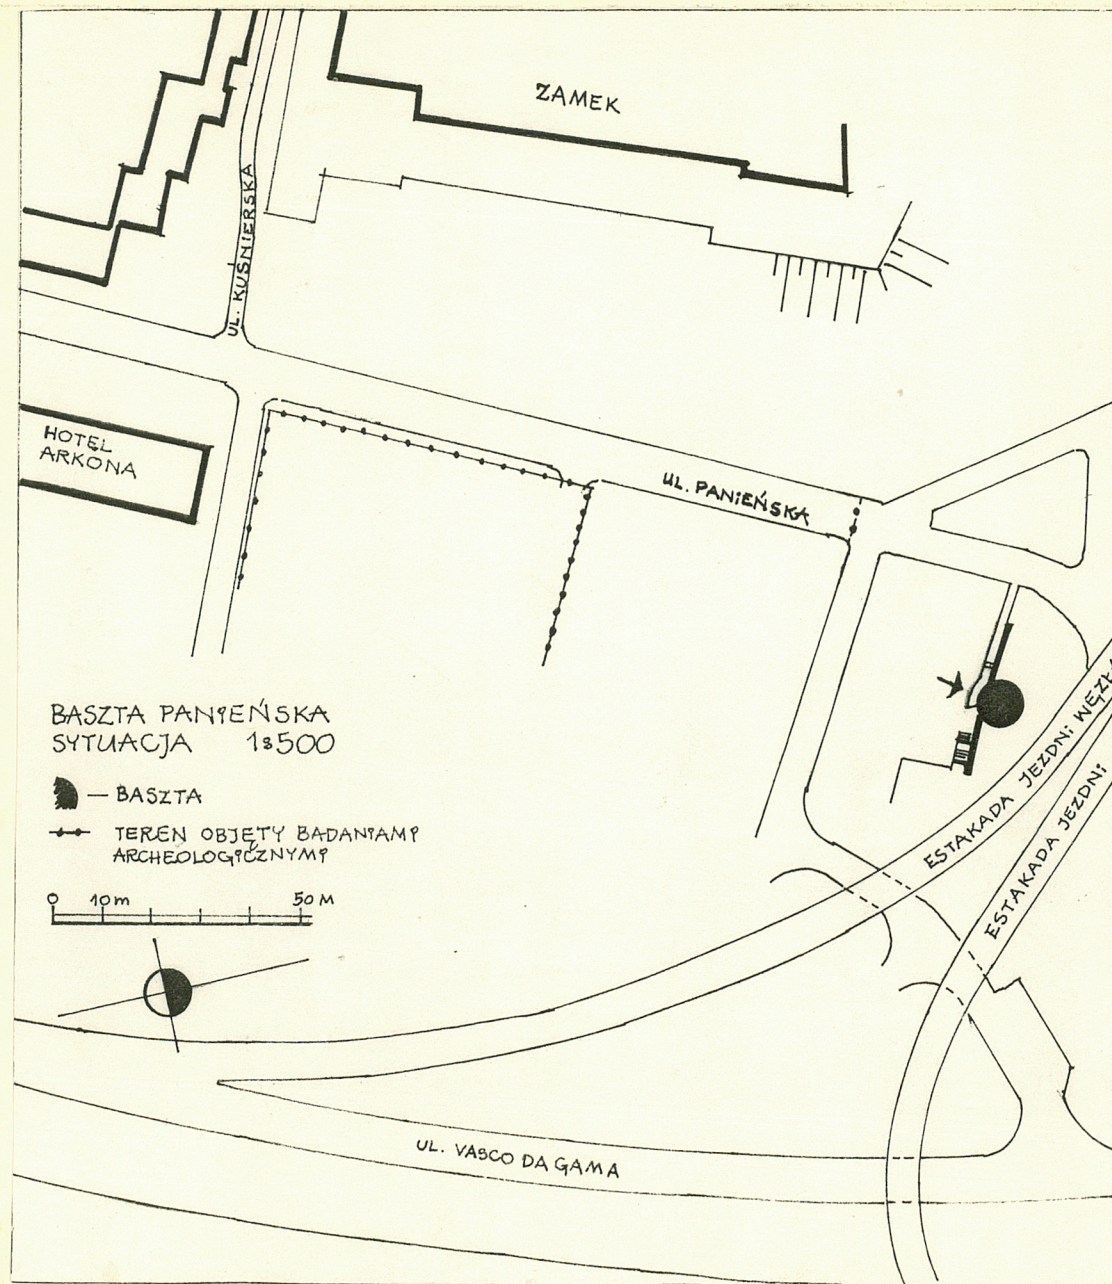 ZAMEK
UL. KUŚNIERSKA
HOTEL
ARKONA
UL. PANIEŃSKA
BASZTA PANIEŃSKA
SYTUACJA 1:500
— BASZTA
TEREN OBJĘTY BADANIAMI
ARCHEOLOGICZNYMI
0 10m 50 M
ESTAKADA JEZDNI
ESTAKADA JEZDNI
UL. VASCO DA GAMA